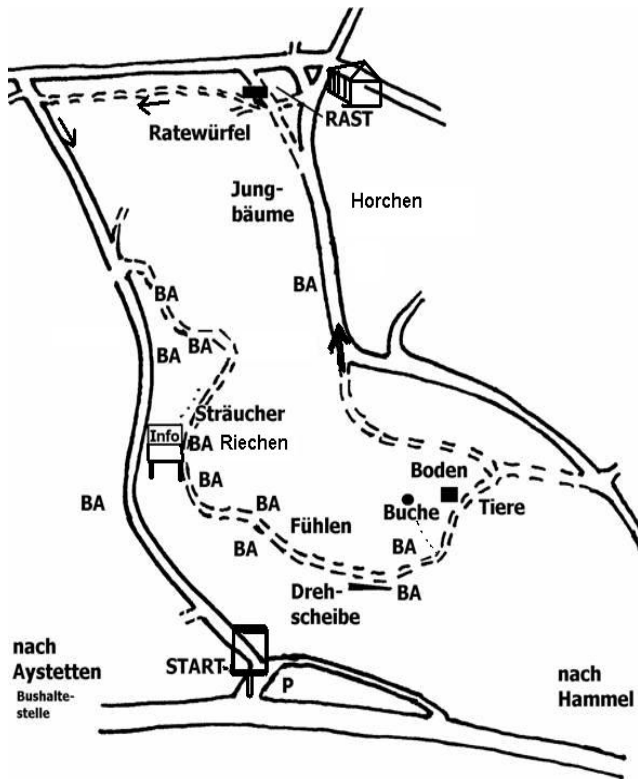 Ratewürfel
RAST
Jung-
bäume
Horchen
BA
BA
BA
BA
Sträucher
Info
BA
Riechen
BA
BA
BA
Boden
Buche
Tiere
Fühlen
BA
BA
Dreh-
scheibe
BA
nach
Aystetten
Bushalte-
stelle
START
P
nach
Hammel